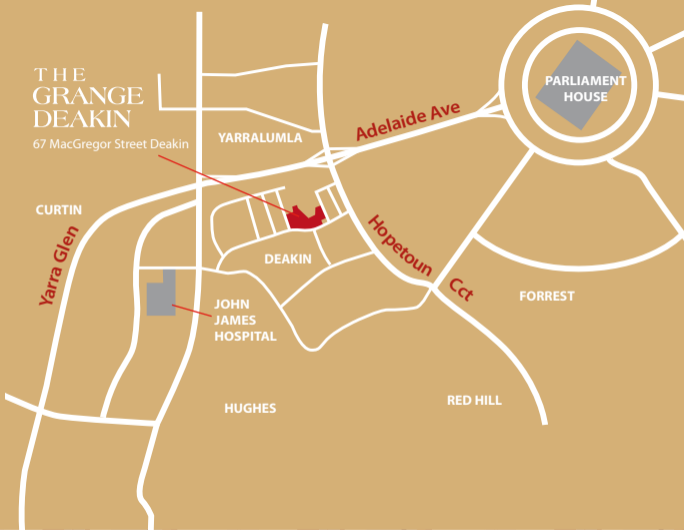 THE
GRANGE
DEAKIN
67 MacGregor Street Deakin
PARLIAMENT
HOUSE
Adelaide Ave
YARRALUMLA
CURTIN
Yarra Glen
Hopetoun Cct
DEAKIN
FORREST
JOHN
JAMES
HOSPITAL
HUGHES
RED HILL